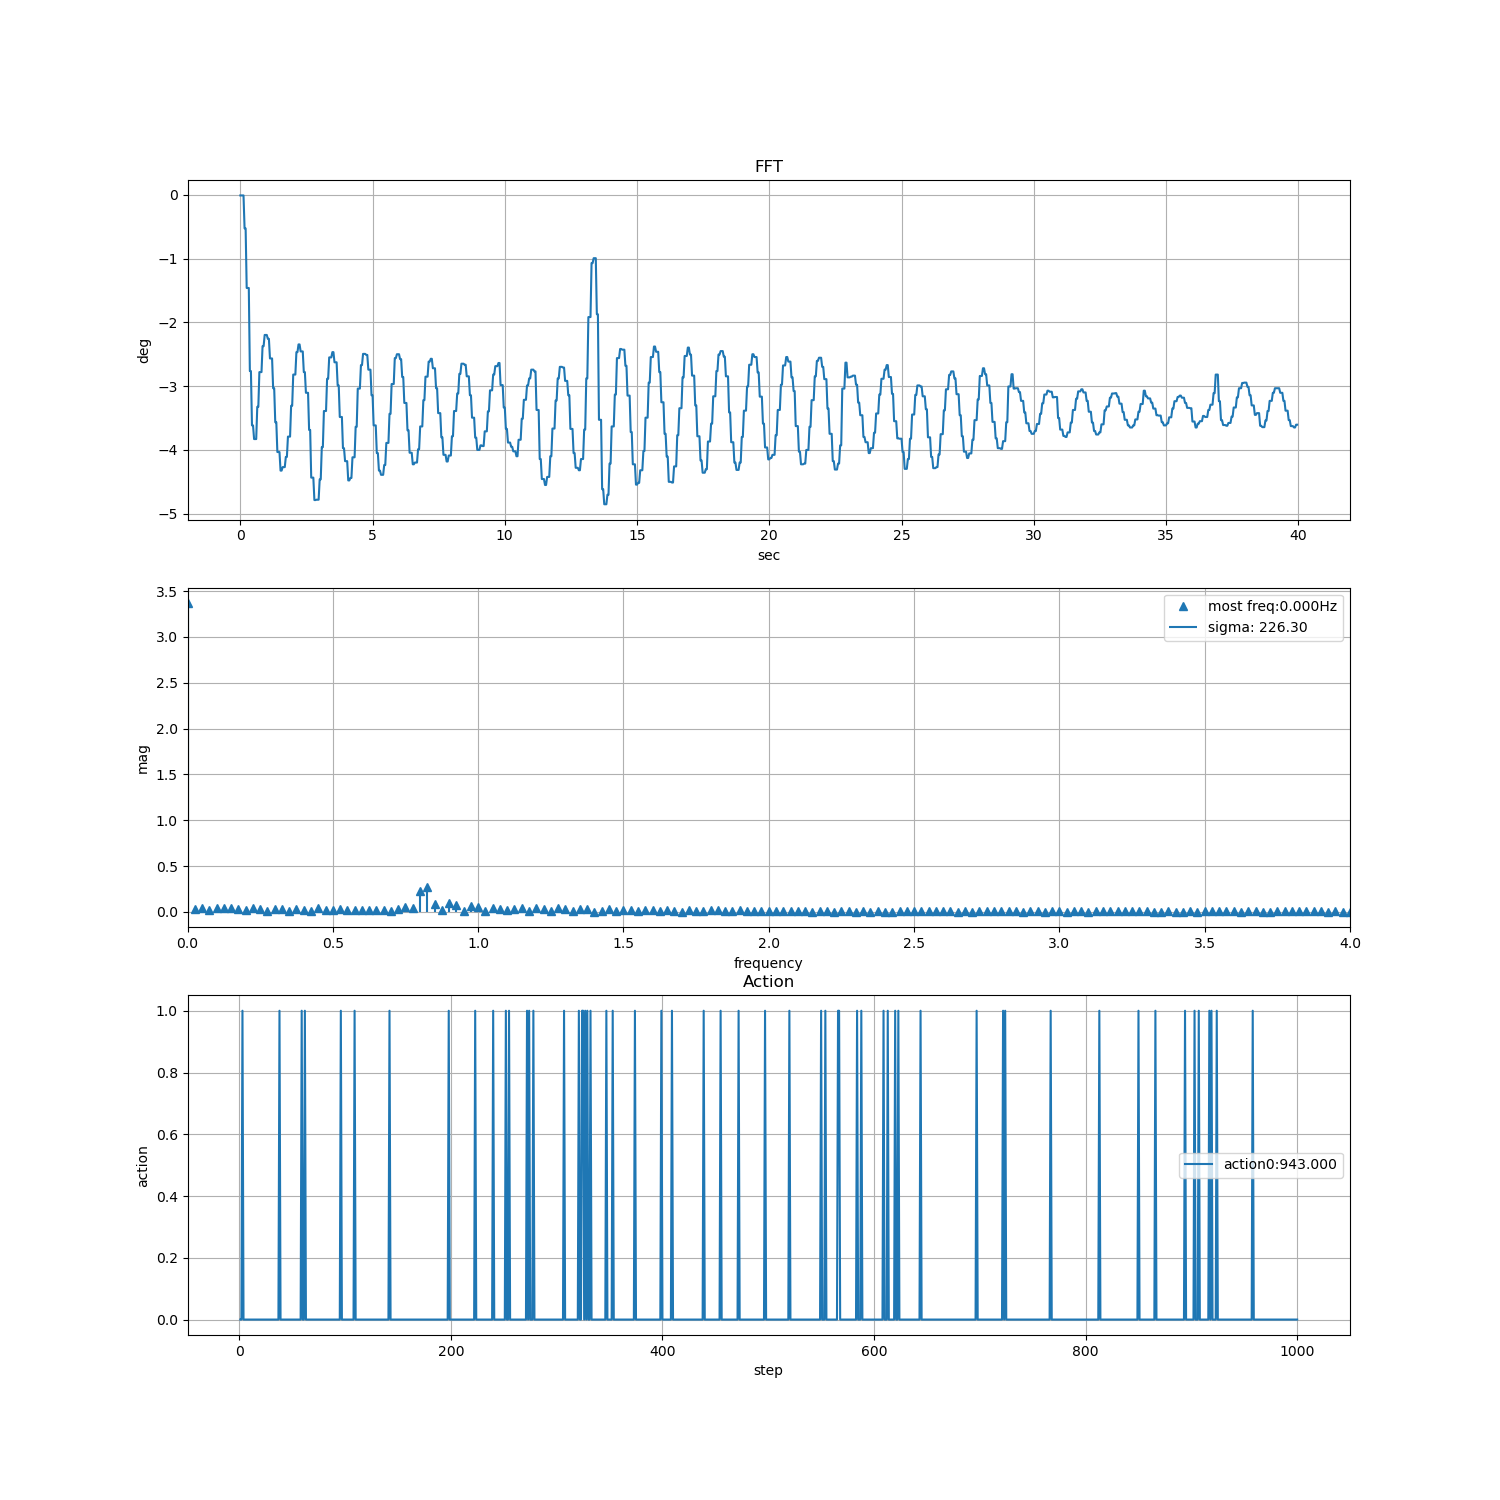 FFT
0
−1
−2
−3
−4
−5
deg
0 5 10 15 20 25 30 35 40
sec
3.5
3.0
2.5
2.0
1.5
1.0
0.5
0.0
mag
most freq:0.000Hz
sigma: 226.30
0.0 0.5 1.0 1.5 2.0 2.5 3.0 3.5 4.0
frequency
Action
1.0
0.8
0.6
0.4
0.2
0.0
action
action0:943.000
0 200 400 600 800 1000
step